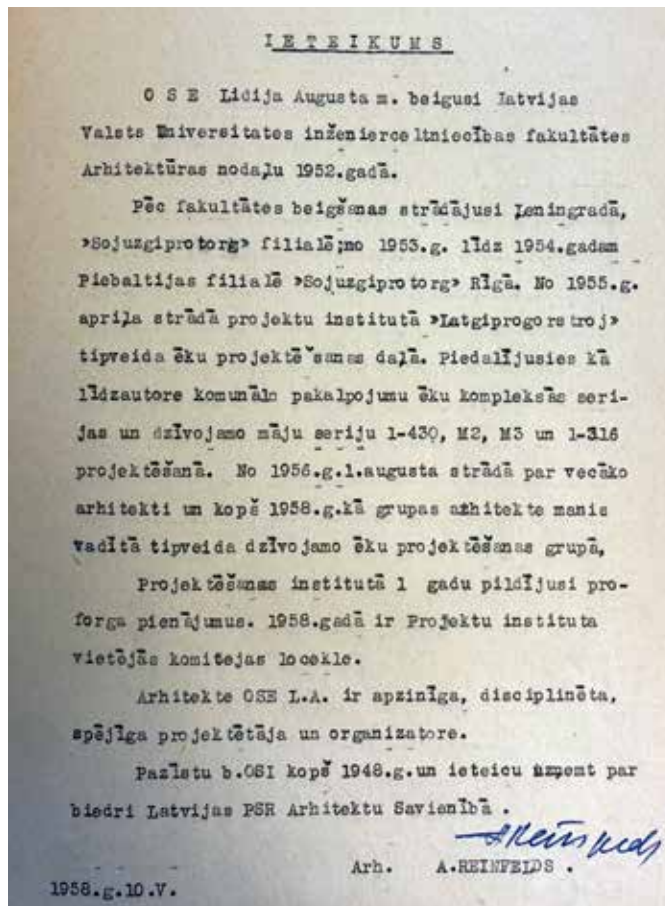 IETEIKUMS
OSE Lidija Augusta m. beigusi Latvijas
Valsts Universitates inženierceltniecības fakultātes
Arhitektūras nodaļu 1952.gadā.
Pēc fakultātes beigšanas strādājusi Ļeningradā,
»Sojuzgiprotorg» filialē;no 1953.g. līdz 1954.gadam
Piebaltijas filialē »Sojuzgiprotorg» Rīgā. No 1955.g.
aprīļa strādā projektu institutā »Latgiprogorstroj»
tipveida ēku projektēšanas daļā. Piedalījusies kā
līdzautore komunālo pakalpojumu ēku kompleksās seri-
jas un dzīvojamo māju seriju 1-430, M2, M3 un 1-316
projektēšanā. No 1956.g.1.augusta strādā par vecāko
arhitekti un kopš 1958.g.kā grupas athitekte manis
vadītā tipveida dzīvojamo ēku projektēšanas grupā,
Projektēšanas institutā 1 gadu pildījusi pro-
forga pienājumus. 1958.gadā ir Projektu instituta
vietējās komitejas locekle.
Arhitekte OSE L.A. ir apzinīga, disciplinēta,
spējīga projektētāja un organizatore.
Pazīstu b.OSI kopš 1948.g.un ieteicu uzņemt par
biedri Latvijas PSR Arhitektu Savienībā .
AReinfelds
Arh. A.REINFELDS .
1958.g.10.V.